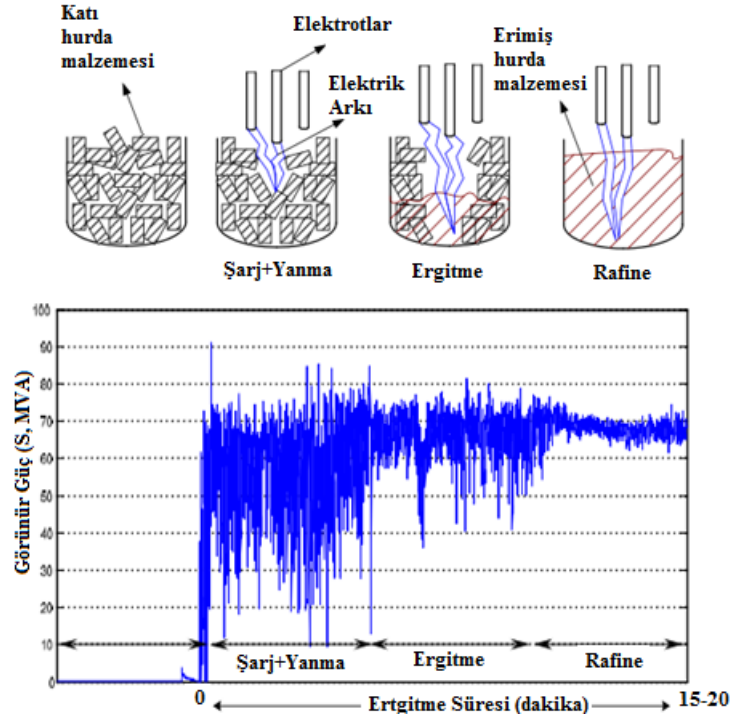 Katı
hurda
malzemesi
Elektrotlar
Elektrik
Arkı
Erimiş
hurda
malzemesi
Şarj+Yanma
Ergitme
Rafine
Görünür Güç (S, MVA)
100
90
80
70
60
50
40
30
20
10
0
Şarj+Yanma
Ergitme
Rafine
0
Ertgitme Süresi (dakika)
15-20